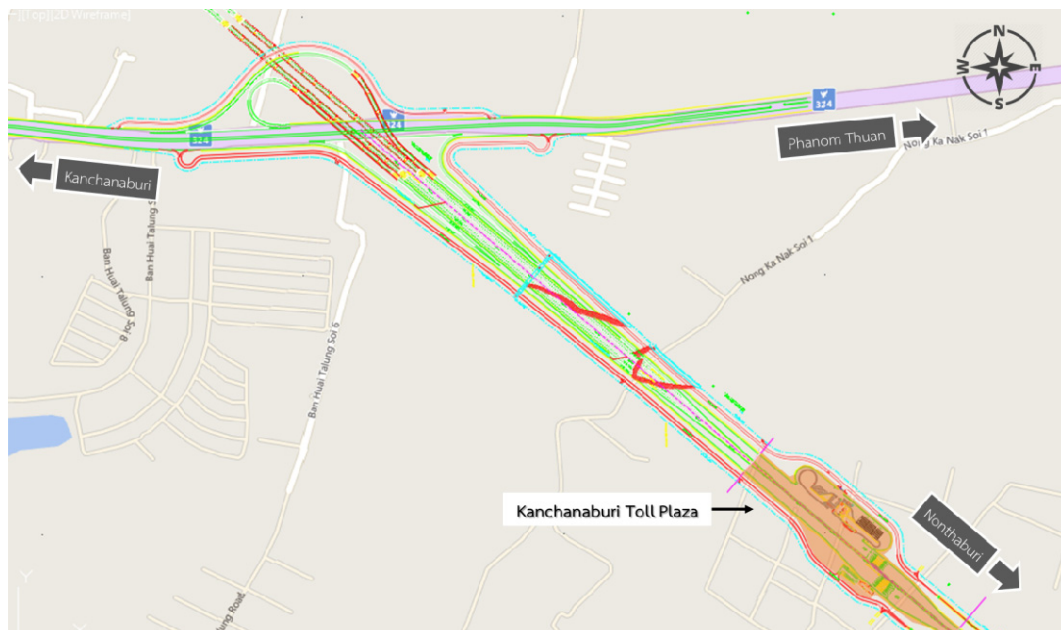 ][Top][2D Wireframe]
N
E
S
W
324
324
324
Phanom Thuan
Nong Ka Nak Soi 1
Kanchanaburi
Ban Huai Talung Soi 8
Nong Ka Nak Soi 1
Ban Huai Talung Soi 6
Kanchanaburi Toll Plaza
Nonthaburi
Y